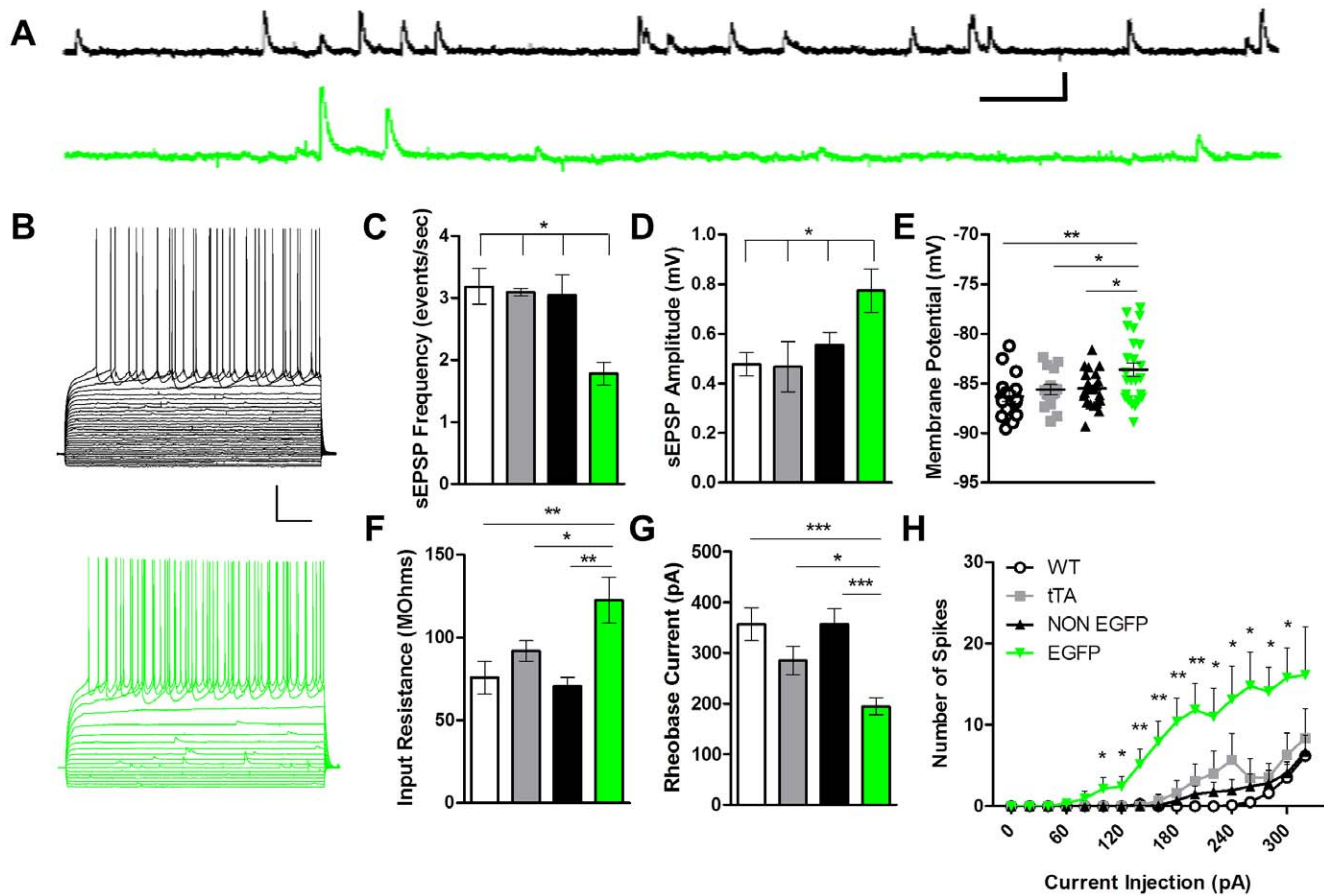 A
B
C
sEPSP Frequency (events/sec)
4
3
2
1
0
*
D
sEPSP Amplitude (mV)
1.0
0.8
0.6
0.4
0.2
0.0
*
E
Membrane Potential (mV)
-70
-75
-80
-85
-90
-95
**
*
*
F
Input Resistance (MOhms)
150
100
50
0
**
*
**
G
Rheobase Current (pA)
500
400
300
200
100
0
***
*
***
H
WT
tTA
NON EGFP
EGFP
Number of Spikes
30
20
10
0
* * ** ** ** ** * * * * *
0 60 120 180 240 300
Current Injection (pA)